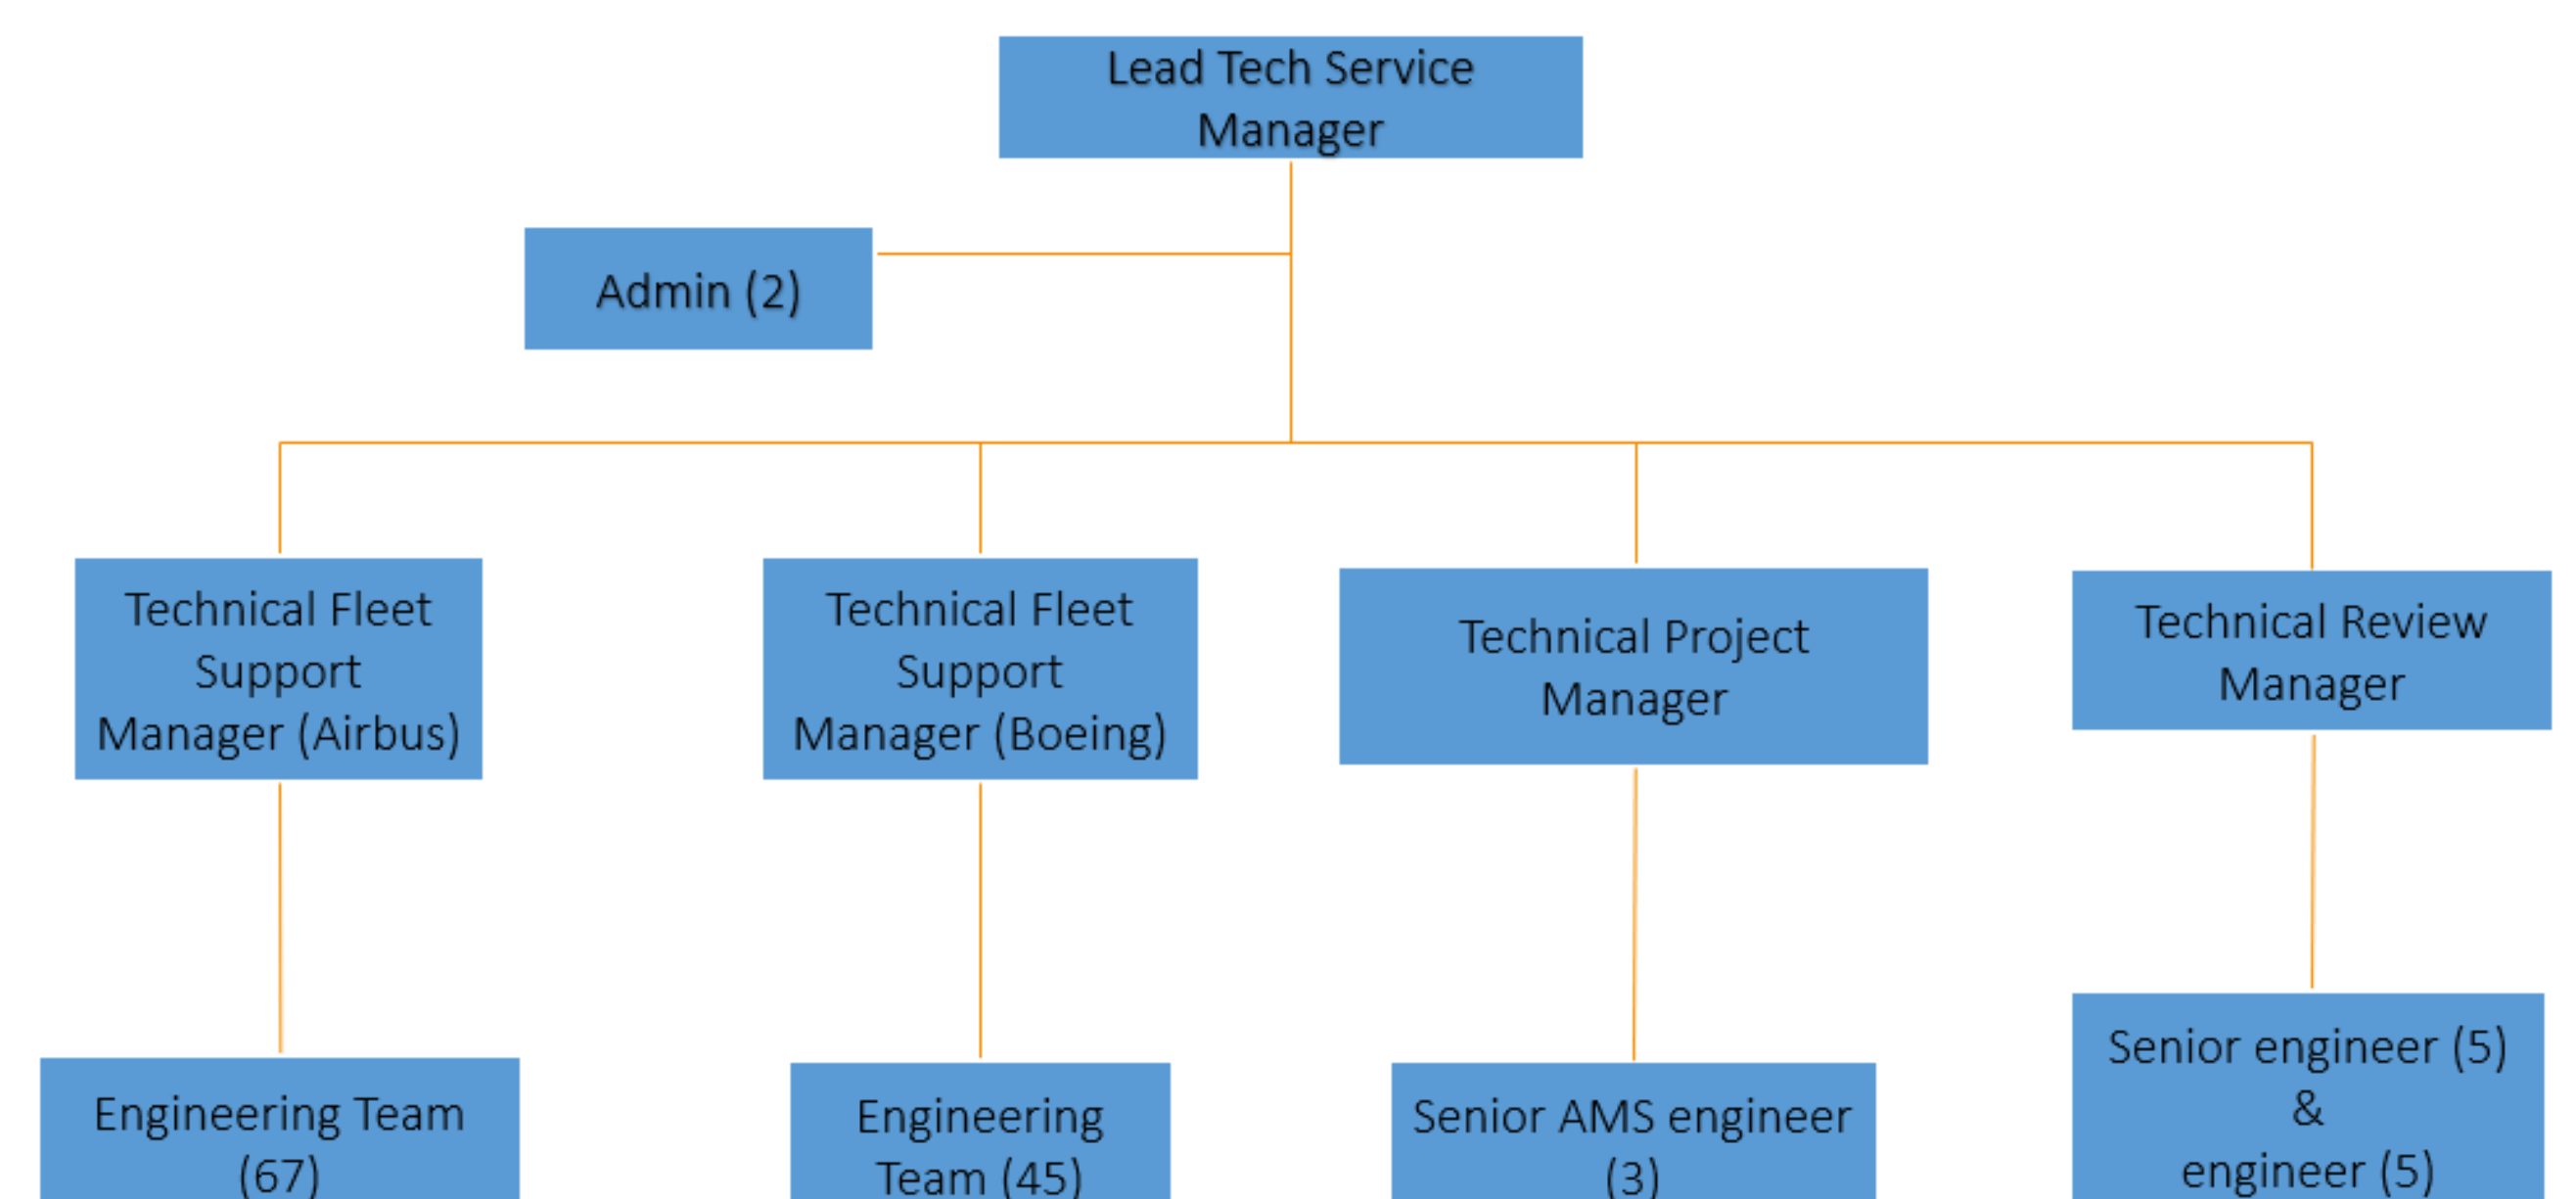 Lead Tech Service
Manager
Admin (2)
Technical Fleet
Support
Manager (Airbus)
Technical Fleet
Support
Manager (Boeing)
Technical Project
Manager
Technical Review
Manager
Engineering Team
(67)
Engineering
Team (45)
Senior AMS engineer
(3)
Senior engineer (5)
&
engineer (5)